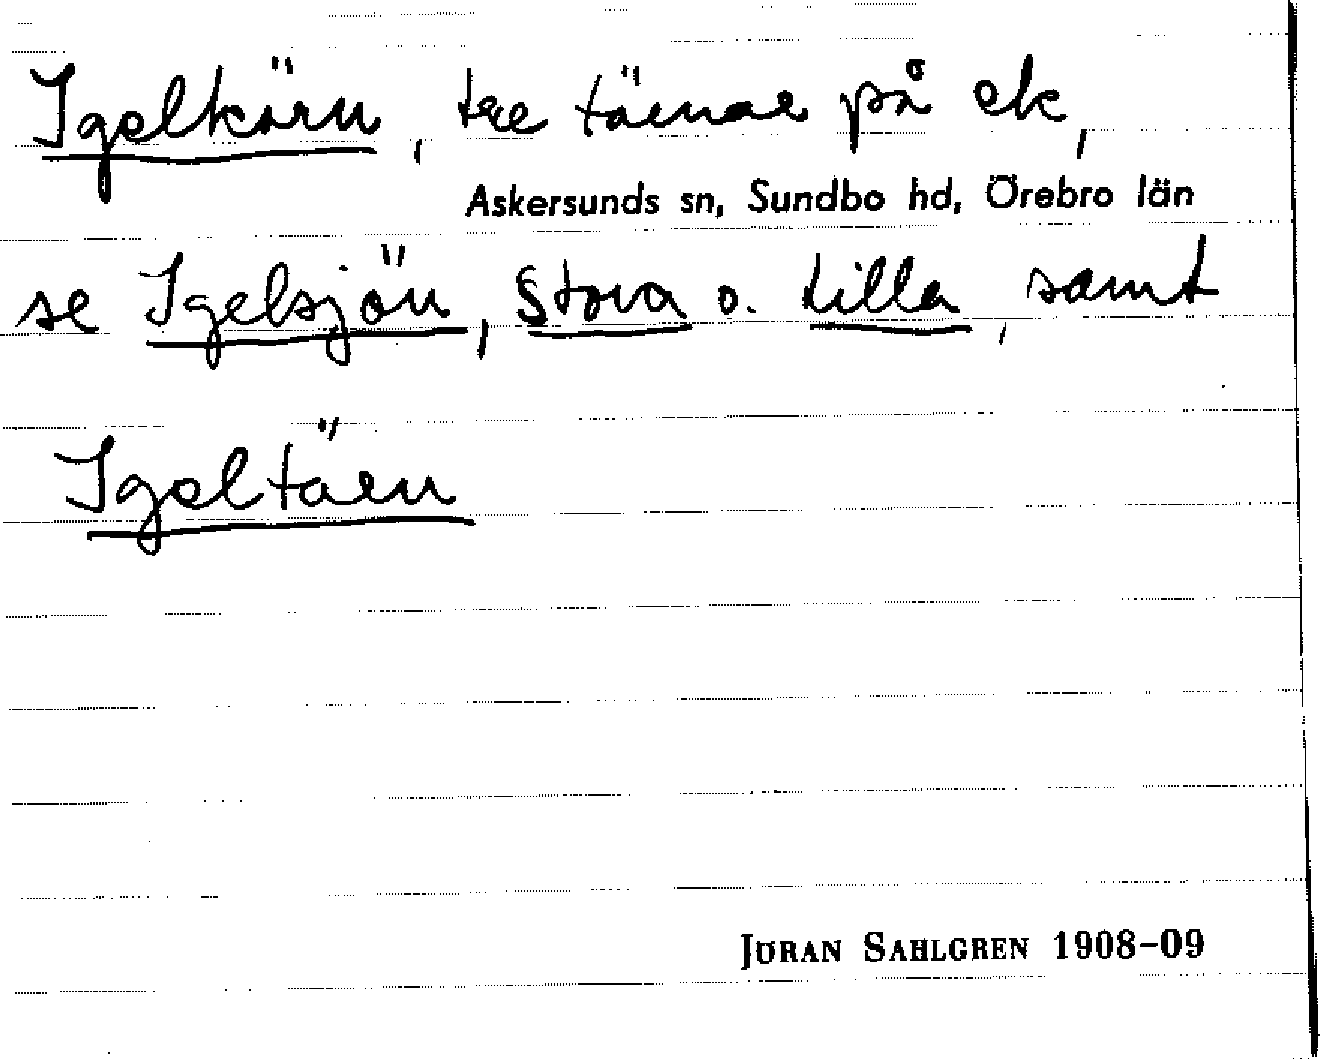 Igelkärn, tre tärnar på ek,
Askersunds sn, Sundbo hd, Örebro län
se Igelsjön, Stora o. Lilla, samt
Igeltärn
JÖRAN SAHLGREN 1908-09